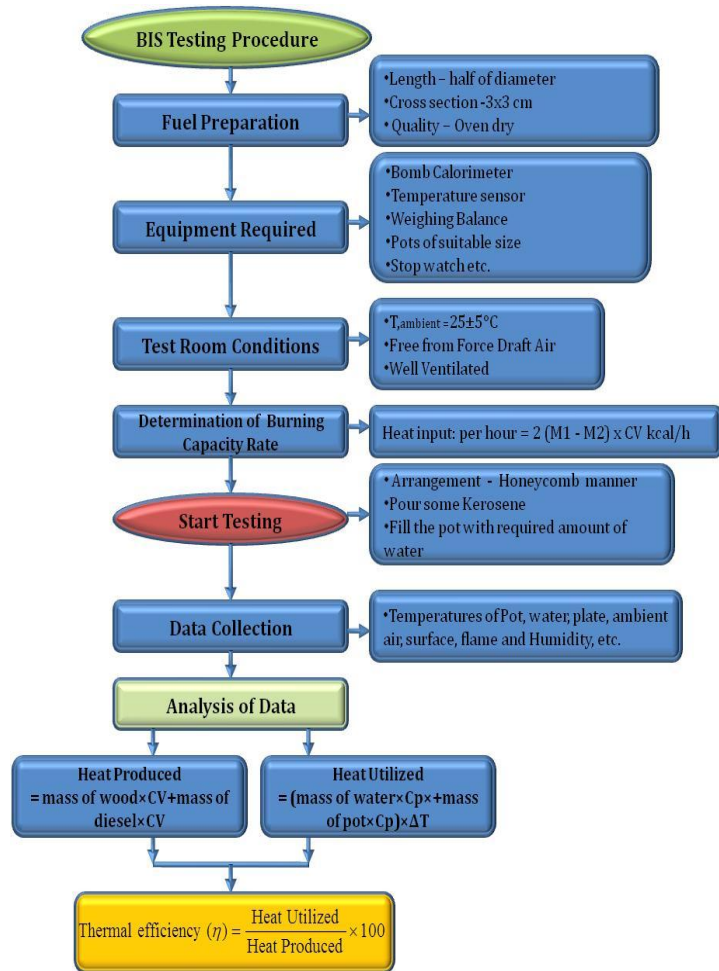 BIS Testing Procedure
Fuel Preparation
•Length – half of diameter
•Cross section -3x3 cm
•Quality – Oven dry
Equipment Required
•Bomb Calorimeter
•Temperature sensor
•Weighing Balance
•Pots of suitable size
•Stop watch etc.
Test Room Conditions
•T,ambient =25±5°C
•Free from Force Draft Air
•Well Ventilated
Determination of Burning
Capacity Rate
Heat input: per hour = 2 (M1 - M2) x CV kcal/h
Start Testing
•Arrangement - Honeycomb manner
•Pour some Kerosene
•Fill the pot with required amount of
water
Data Collection
•Temperatures of Pot, water, plate, ambient
air, surface, flame and Humidity, etc.
Analysis of Data
Heat Produced
= mass of wood×CV+mass of
diesel×CV
Heat Utilized
= (mass of water×Cp×+mass
of pot×Cp)×ΔT
Thermal efficiency (η) = Heat Utilized / Heat Produced ×100